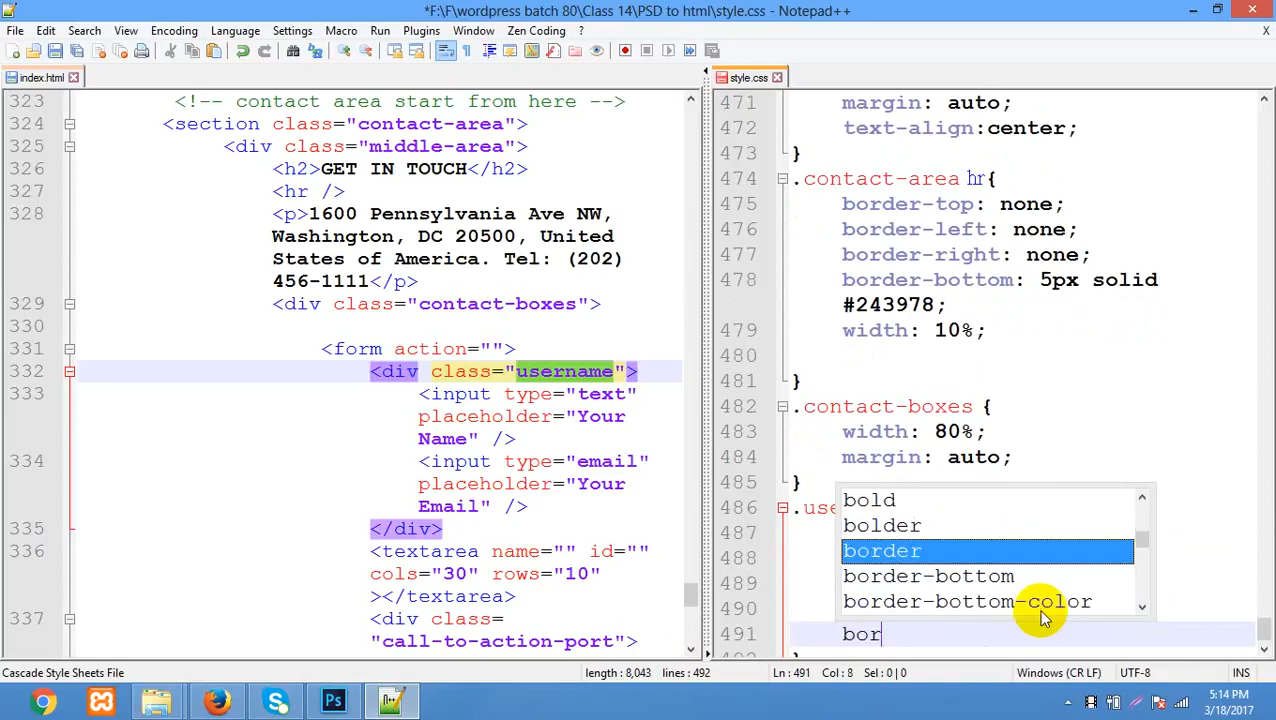 *F:\F\wordpress batch 80\Class 14\PSD to html\style.css - Notepad++
File Edit Search View Encoding Language Settings Macro Run Plugins Window Zen Coding ? X
index.html
323 <!-- contact area start from here -->
324 <section class="contact-area">
325 <div class="middle-area">
326 <h2>GET IN TOUCH</h2>
327 <hr />
328 <p>1600 Pennsylvania Ave NW,
Washington, DC 20500, United
States of America. Tel: (202)
456-1111</p>
329 <div class="contact-boxes">
330
331 <form action="">
332 <div class="username">
333 <input type="text"
placeholder="Your
Name" />
334 <input type="email"
placeholder="Your
Email" />
335 </div>
336 <textarea name="" id=""
cols="30" rows="10"
></textarea>
337 <div class=
"call-to-action-port">
style.css
471 margin: auto;
472 text-align:center;
473 }
474 .contact-area hr{
475 border-top: none;
476 border-left: none;
477 border-right: none;
478 border-bottom: 5px solid
#243978;
479 width: 10%;
480
481 }
482 .contact-boxes {
483 width: 80%;
484 margin: auto;
485 }
486 .use
487
488
489
490
491 bor
bold
bolder
border
border-bottom
border-bottom-color
Cascade Style Sheets File length : 8,043 lines : 492 Ln : 491 Col : 8 Sel : 0 | 0 Windows (CR LF) UTF-8 INS
Ps
5:14 PM
3/18/2017